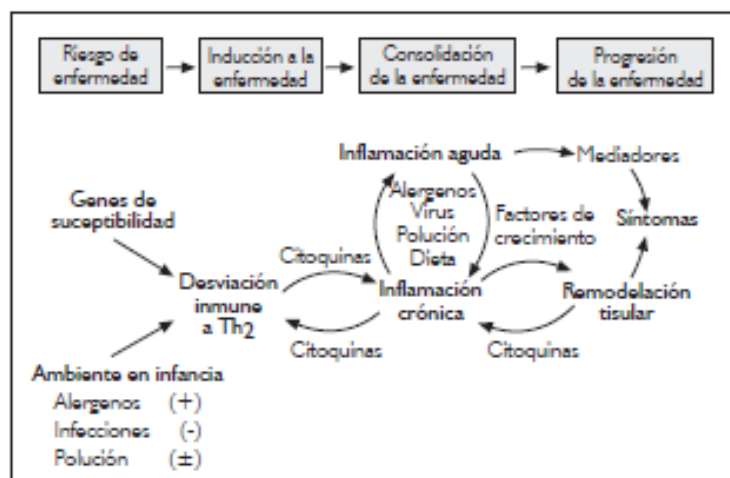 Riesgo de
enfermedad
Inducción a la
enfermedad
Consolidación
de la enfermedad
Progresión
de la enfermedad
Inflamación aguda
Mediadores
Genes de
suceptibilidad
Alergenos
Virus
Polución
Dieta
Factores de
crecimiento
Síntomas
Citoquinas
Desviación
inmune
a Th2
Inflamación
crónica
Remodelación
tisular
Citoquinas
Citoquinas
Ambiente en infancia
Alergenos (+)
Infecciones (-)
Polución (±)